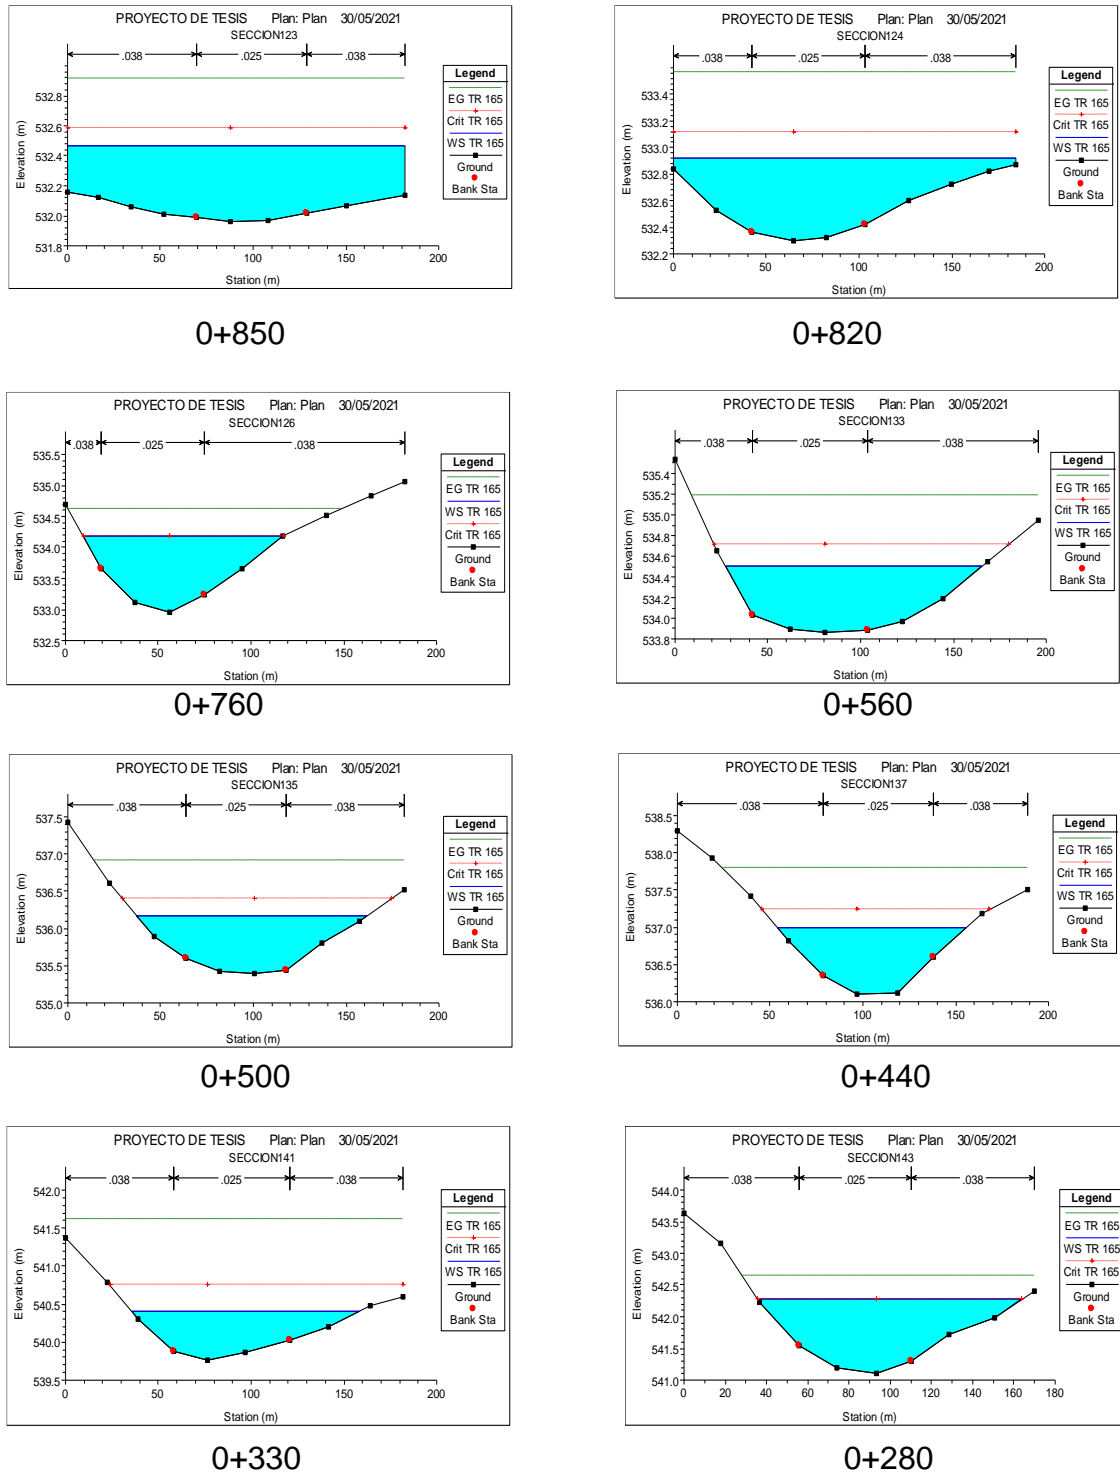 PROYECTO DE TESIS Plan: Plan 30/05/2021
SECCION123
.038 .025 .038
Elevation (m)
532.8
532.6
532.4
532.2
532.0
531.8
0 50 100 150 200
Station (m)
Legend
EG TR 165
Crit TR 165
WS TR 165
Ground
Bank Sta
0+850
PROYECTO DE TESIS Plan: Plan 30/05/2021
SECCION124
.038 .025 .038
Elevation (m)
533.4
533.2
533.0
532.8
532.6
532.4
532.2
0 50 100 150 200
Station (m)
Legend
EG TR 165
Crit TR 165
WS TR 165
Ground
Bank Sta
0+820
PROYECTO DE TESIS Plan: Plan 30/05/2021
SECCION126
.038 .025 .038
Elevation (m)
535.5
535.0
534.5
534.0
533.5
533.0
532.5
0 50 100 150 200
Station (m)
Legend
EG TR 165
WS TR 165
Crit TR 165
Ground
Bank Sta
0+760
PROYECTO DE TESIS Plan: Plan 30/05/2021
SECCION133
.038 .025 .038
Elevation (m)
535.4
535.2
535.0
534.8
534.6
534.4
534.2
534.0
533.8
0 50 100 150 200
Station (m)
Legend
EG TR 165
Crit TR 165
WS TR 165
Ground
Bank Sta
0+560
PROYECTO DE TESIS Plan: Plan 30/05/2021
SECCION135
.038 .025 .038
Elevation (m)
537.5
537.0
536.5
536.0
535.5
535.0
0 50 100 150 200
Station (m)
Legend
EG TR 165
Crit TR 165
WS TR 165
Ground
Bank Sta
0+500
PROYECTO DE TESIS Plan: Plan 30/05/2021
SECCION137
.038 .025 .038
Elevation (m)
538.5
538.0
537.5
537.0
536.5
536.0
0 50 100 150 200
Station (m)
Legend
EG TR 165
Crit TR 165
WS TR 165
Ground
Bank Sta
0+440
PROYECTO DE TESIS Plan: Plan 30/05/2021
SECCION141
.038 .025 .038
Elevation (m)
542.0
541.5
541.0
540.5
540.0
539.5
0 50 100 150 200
Station (m)
Legend
EG TR 165
Crit TR 165
WS TR 165
Ground
Bank Sta
0+330
PROYECTO DE TESIS Plan: Plan 30/05/2021
SECCION143
.038 .025 .038
Elevation (m)
544.0
543.5
543.0
542.5
542.0
541.5
541.0
0 20 40 60 80 100 120 140 160 180
Station (m)
Legend
EG TR 165
WS TR 165
Crit TR 165
Ground
Bank Sta
0+280